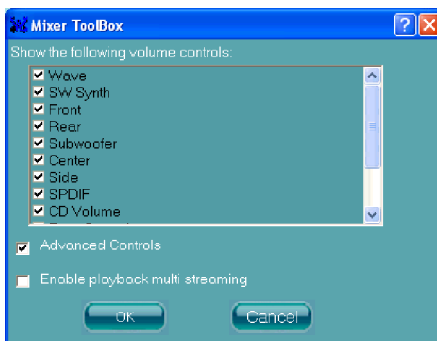 Mixer ToolBox
Show the following volume controls:
Wave
SW Synth
Front
Rear
Subwoofer
Center
Side
SPDIF
CD Volume
Advanced Controls
Enable playback multi streaming
OK
Cancel